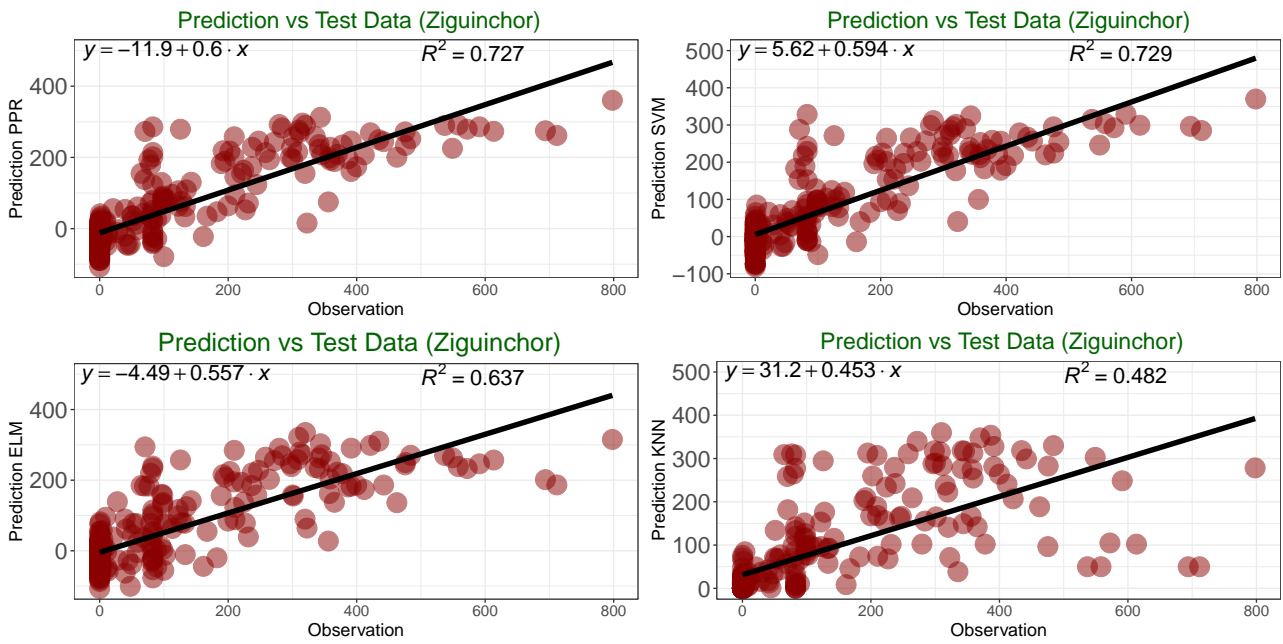 Prediction vs Test Data (Ziguinchor)
y = −11.9 + 0.6 · x
R² = 0.727
Prediction PPR
400
200
0
0 200 400 600 800
Observation
Prediction vs Test Data (Ziguinchor)
y = 5.62 + 0.594 · x
R² = 0.729
Prediction SVM
500
400
300
200
100
0
−100
0 200 400 600 800
Observation
Prediction vs Test Data (Ziguinchor)
y = −4.49 + 0.557 · x
R² = 0.637
Prediction ELM
400
200
0
0 200 400 600 800
Observation
Prediction vs Test Data (Ziguinchor)
y = 31.2 + 0.453 · x
R² = 0.482
Prediction KNN
500
400
300
200
100
0
0 200 400 600 800
Observation